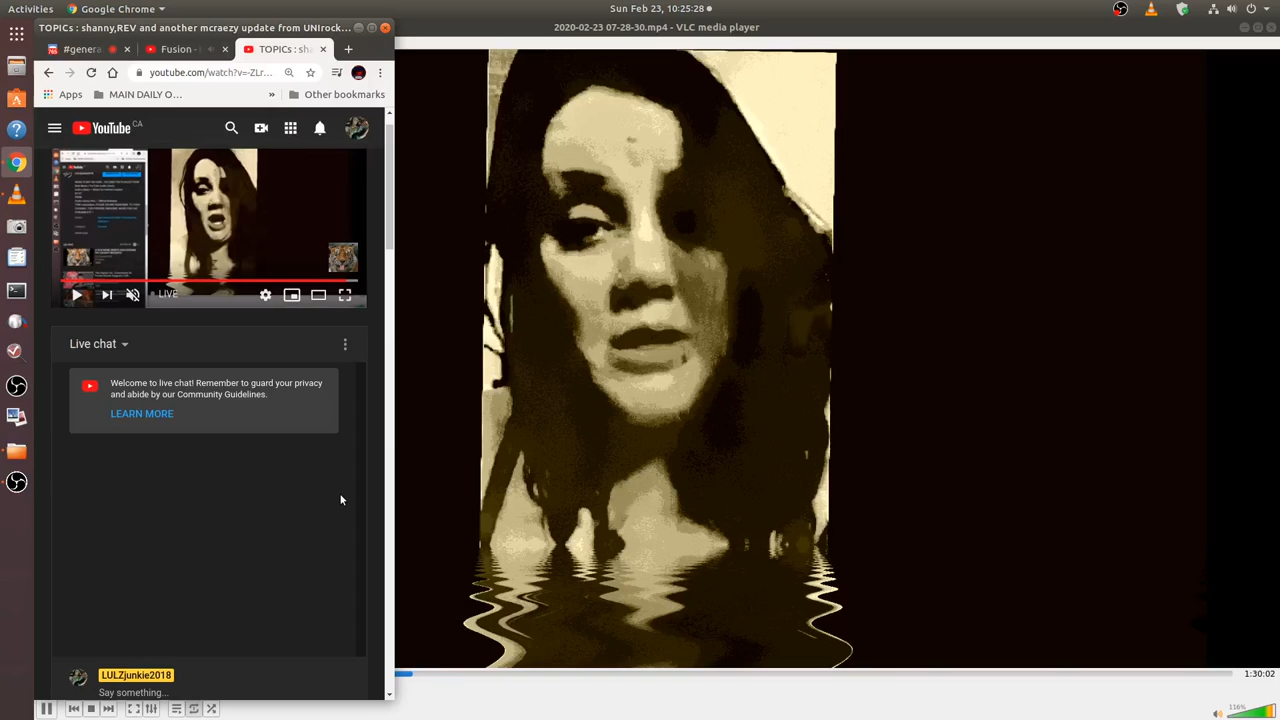 Activities
Google Chrome
Sun Feb 23, 10:25:28
TOPICs : shanny,REV and another mcraezy update from UNIrock...
2020-02-23 07-28-30.mp4 - VLC media player
#genera
Fusion -
TOPICs: sha
youtube.com/watch?v=-ZLr...
Apps
MAIN DAILY O...
»
Other bookmarks
YouTube CA
LIVE
Live chat
Welcome to live chat! Remember to guard your privacy
and abide by our Community Guidelines.
LEARN MORE
LULZjunkie2018
Say something...
1:30:02
116%